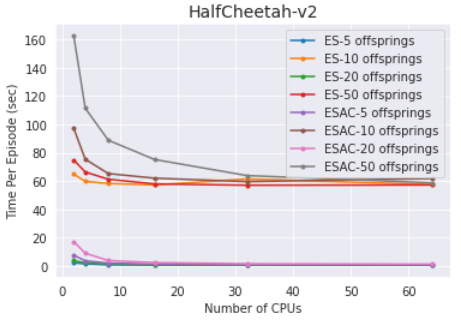 HalfCheetah-v2
Time Per Episode (sec)
160
140
120
100
80
60
40
20
0
ES-5 offsprings
ES-10 offsprings
ES-20 offsprings
ES-50 offsprings
ESAC-5 offsprings
ESAC-10 offsprings
ESAC-20 offsprings
ESAC-50 offsprings
0 10 20 30 40 50 60
Number of CPUs